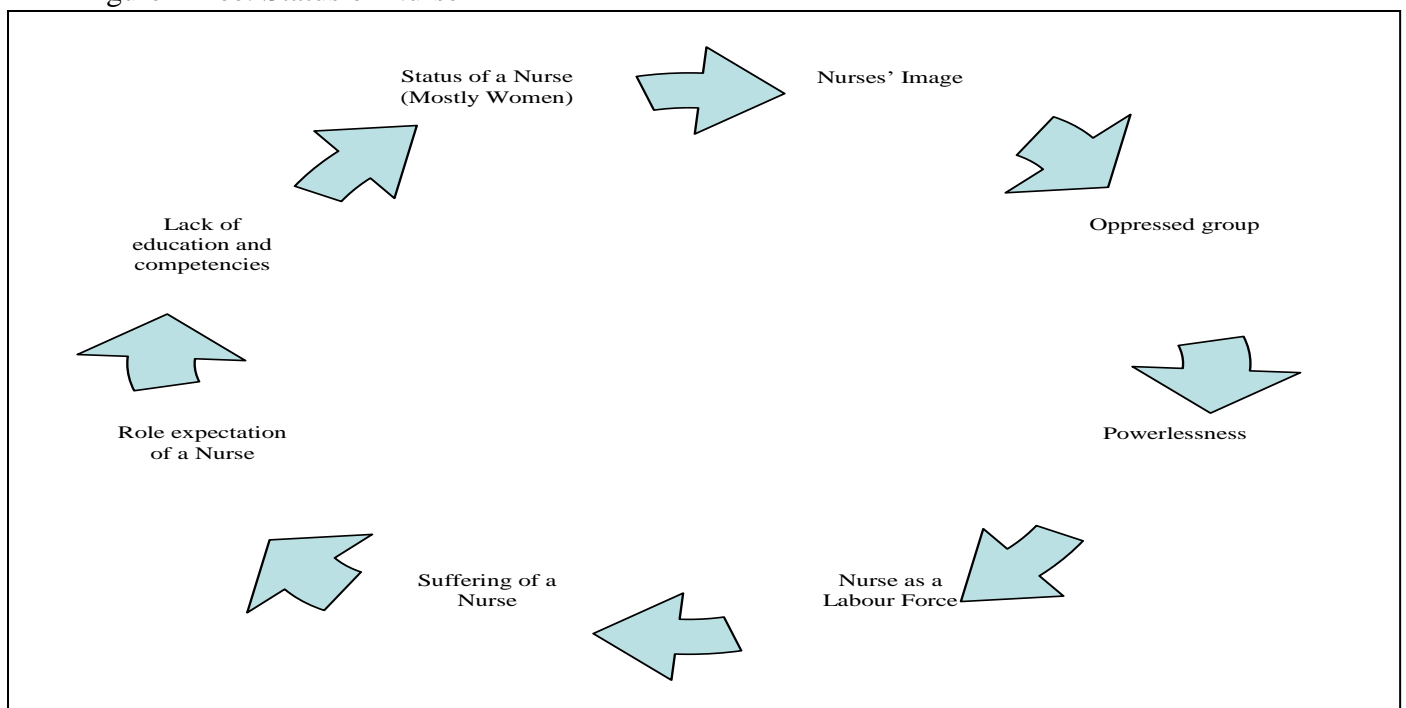 Status of a Nurse
(Mostly Women)
Nurses’ Image
Oppressed group
Powerlessness
Nurse as a
Labour Force
Suffering of a
Nurse
Role expectation
of a Nurse
Lack of
education and
competencies